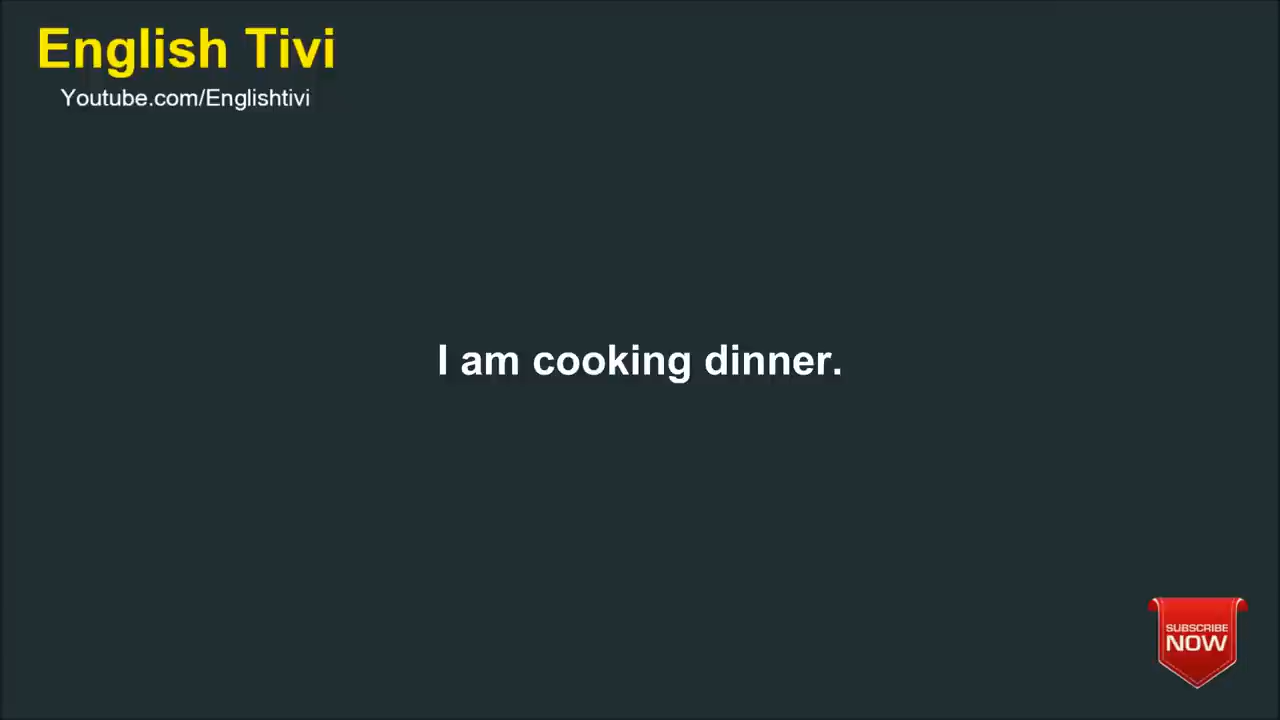 English Tivi
Youtube.com/Englishtivi
I am cooking dinner.
SUBSCRIBE
NOW